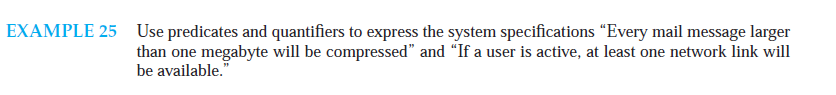 EXAMPLE 25 Use predicates and quantifiers to express the system specifications “Every mail message larger
than one megabyte will be compressed” and “If a user is active, at least one network link will
be available.”